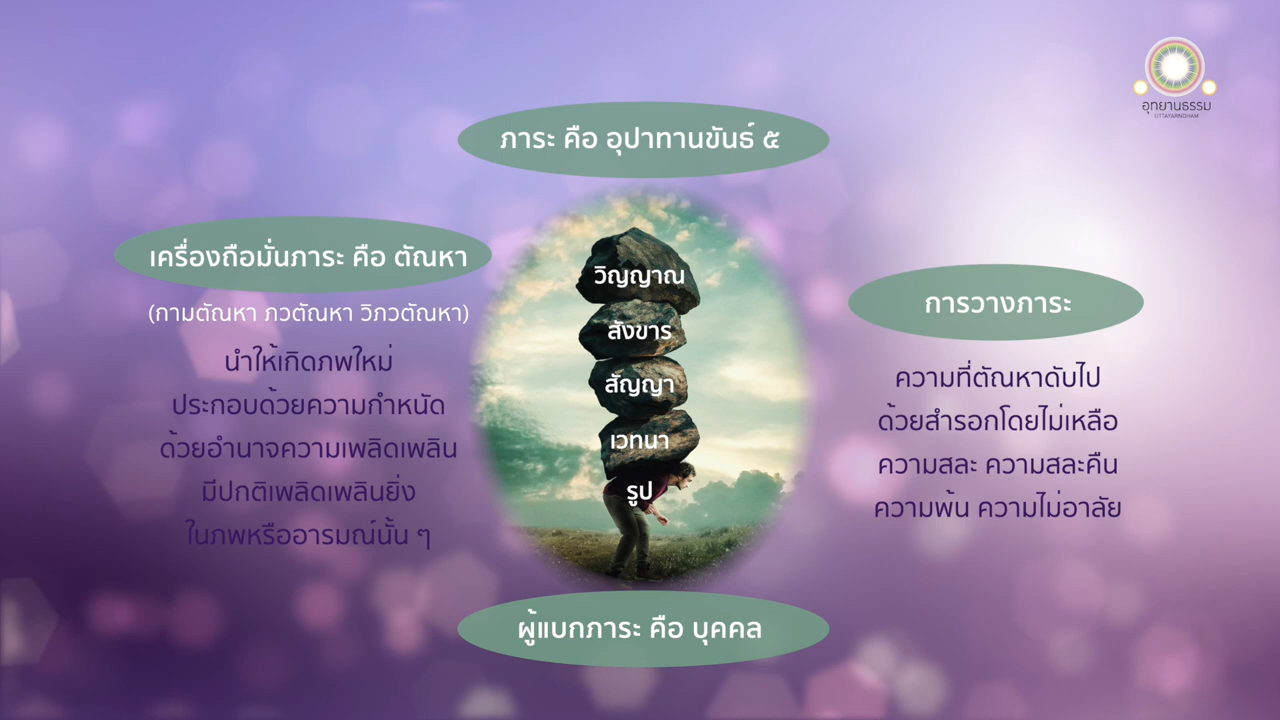 อุทยานธรรม
UTTAYARNDHAM
ภาระ คือ อุปาทานขันธ์ ๕
เครื่องถือมั่นภาระ คือ ตัณหา
(กามตัณหา ภวตัณหา วิภวตัณหา)
นำให้เกิดภพใหม่
ประกอบด้วยความกำหนัด
ด้วยอำนาจความเพลิดเพลิน
มีปกติเพลิดเพลินยิ่ง
ในภพหรืออารมณ์นั้น ๆ
วิญญาณ
สังขาร
สัญญา
เวทนา
รูป
การวางภาระ
ความที่ตัณหาดับไป
ด้วยสำรอกโดยไม่เหลือ
ความสละ ความสละคืน
ความพ้น ความไม่อาลัย
ผู้แบกภาระ คือ บุคคล